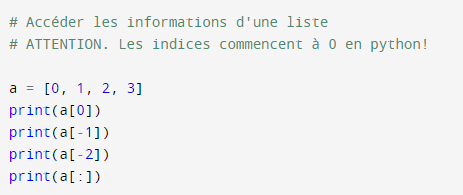 # Accéder les informations d'une liste
# ATTENTION. Les indices commencent à 0 en python!
a = [0, 1, 2, 3]
print(a[0])
print(a[-1])
print(a[-2])
print(a[:])